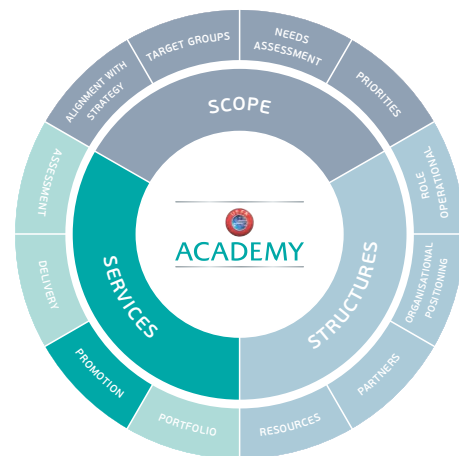 ALIGNMENT WITH
STRATEGY
TARGET GROUPS
NEEDS
ASSESSMENT
PRIORITIES
SCOPE
ROLE
OPERATIONAL
ORGANISATIONAL
POSITIONING
PARTNERS
RESOURCES
STRUCTURES
PORTFOLIO
PROMOTION
DELIVERY
ASSESSMENT
SERVICES
UEFA
ACADEMY